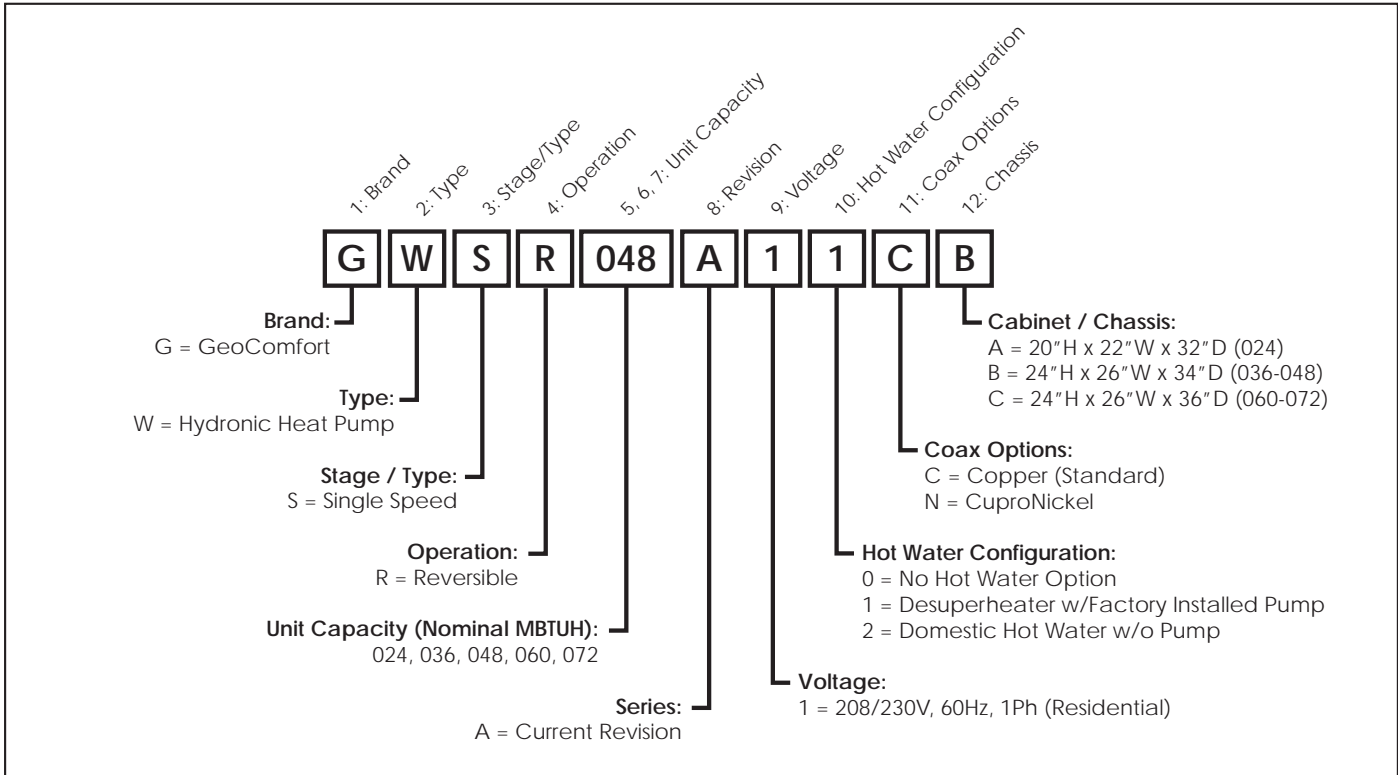 1: Brand
2: Type
3: Stage/Type
4: Operation
5, 6, 7: Unit Capacity
8: Revision
9: Voltage
10: Hot Water Configuration
11: Coax Options
12: Chassis
G W S R 048 A 1 1 C B
Brand:
G = GeoComfort
Type:
W = Hydronic Heat Pump
Stage / Type:
S = Single Speed
Operation:
R = Reversible
Unit Capacity (Nominal MBTUH):
024, 036, 048, 060, 072
Series:
A = Current Revision
Cabinet / Chassis:
A = 20"H x 22"W x 32"D (024)
B = 24"H x 26"W x 34"D (036-048)
C = 24"H x 26"W x 36"D (060-072)
Coax Options:
C = Copper (Standard)
N = CuproNickel
Hot Water Configuration:
0 = No Hot Water Option
1 = Desuperheater w/Factory Installed Pump
2 = Domestic Hot Water w/o Pump
Voltage:
1 = 208/230V, 60Hz, 1Ph (Residential)